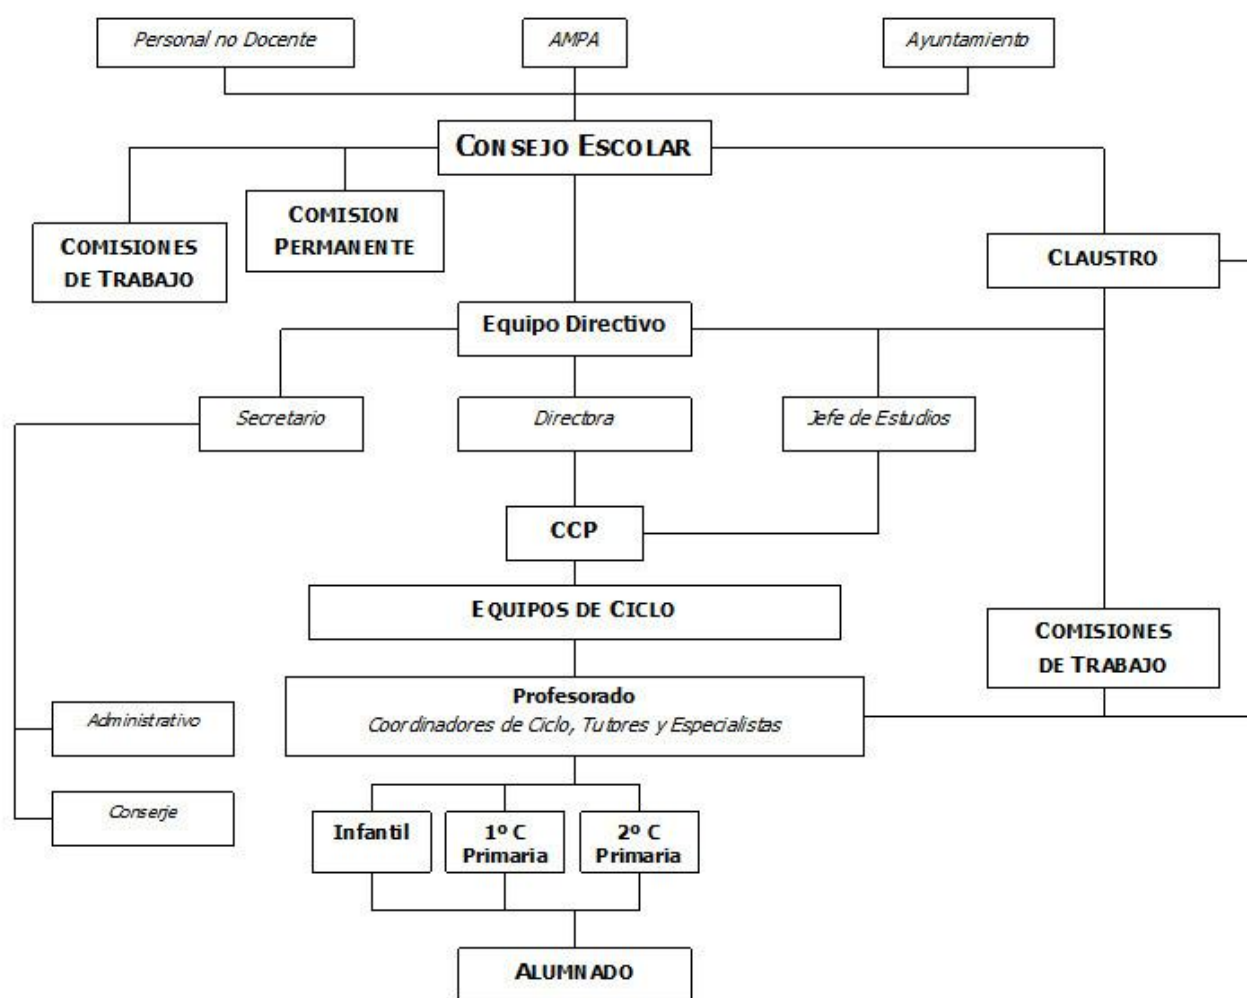 Personal no Docente
AMPA
Ayuntamiento
CONSEJO ESCOLAR
COMISIONES
DE TRABAJO
COMISION
PERMANENTE
CLAUSTRO
Equipo Directivo
Secretario
Directora
Jefe de Estudios
CCP
EQUIPOS DE CICLO
COMISIONES
DE TRABAJO
Profesorado
Coordinadores de Ciclo, Tutores y Especialistas
Administrativo
Conserje
Infantil
1º C
Primaria
2º C
Primaria
ALUMNADO